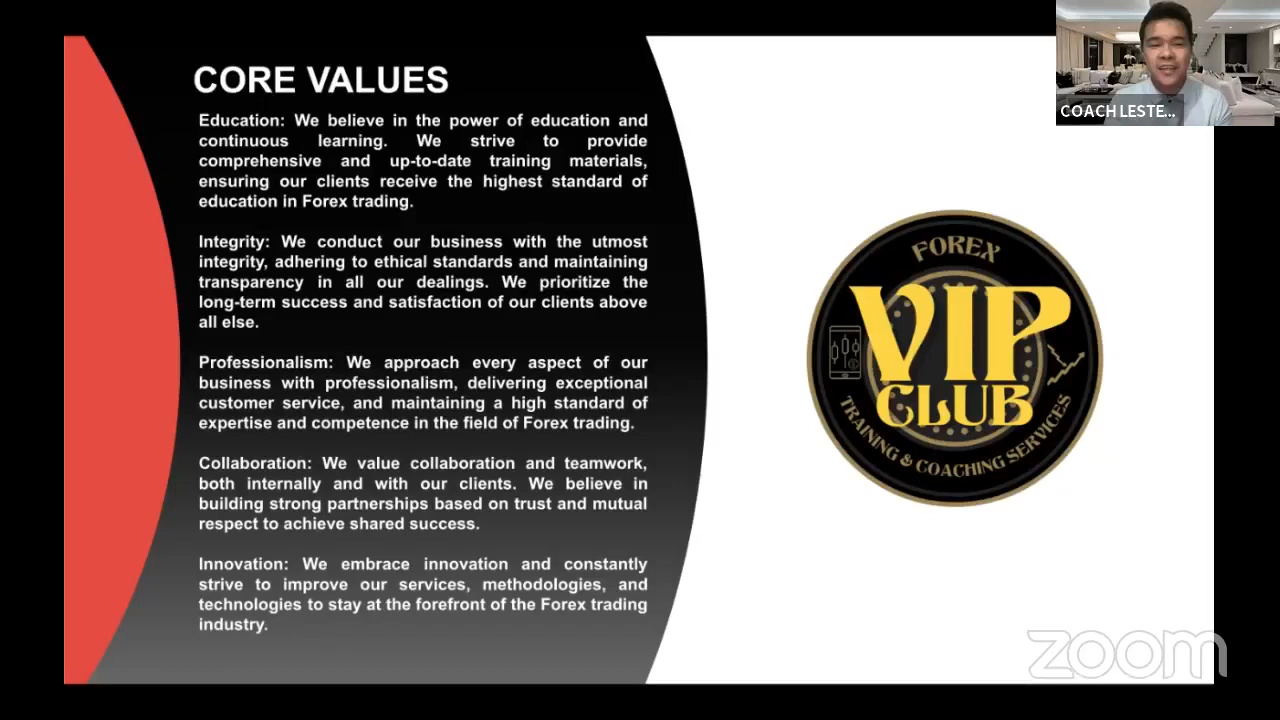 CORE VALUES
Education: We believe in the power of education and
continuous learning. We strive to provide
comprehensive and up-to-date training materials,
ensuring our clients receive the highest standard of
education in Forex trading.
Integrity: We conduct our business with the utmost
integrity, adhering to ethical standards and maintaining
transparency in all our dealings. We prioritize the
long-term success and satisfaction of our clients above
all else.
Professionalism: We approach every aspect of our
business with professionalism, delivering exceptional
customer service, and maintaining a high standard of
expertise and competence in the field of Forex trading.
Collaboration: We value collaboration and teamwork,
both internally and with our clients. We believe in
building strong partnerships based on trust and mutual
respect to achieve shared success.
Innovation: We embrace innovation and constantly
strive to improve our services, methodologies, and
technologies to stay at the forefront of the Forex trading
industry.
COACH LESTE...
FOREX
VIP
CLUB
TRAINING & COACHING SERVICES
zoom